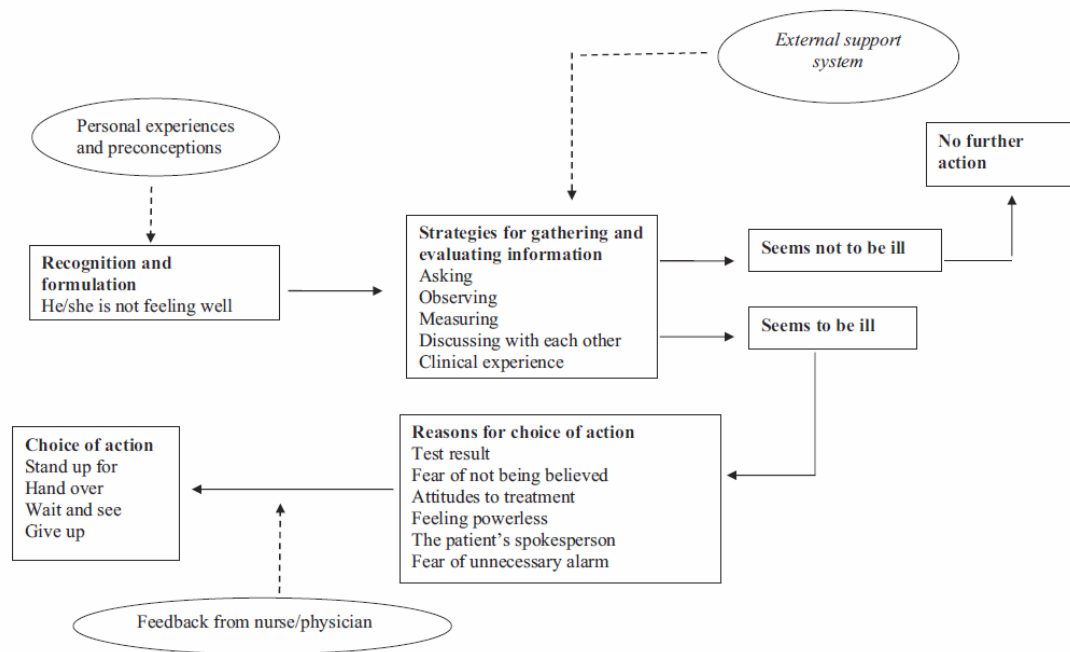 External support
system
Personal experiences
and preconceptions
No further
action
Strategies for gathering and
evaluating information
Asking
Observing
Measuring
Discussing with each other
Clinical experience
Seems not to be ill
Recognition and
formulation
He/she is not feeling well
Seems to be ill
Reasons for choice of action
Test result
Fear of not being believed
Attitudes to treatment
Feeling powerless
The patient's spokesperson
Fear of unnecessary alarm
Choice of action
Stand up for
Hand over
Wait and see
Give up
Feedback from nurse/physician